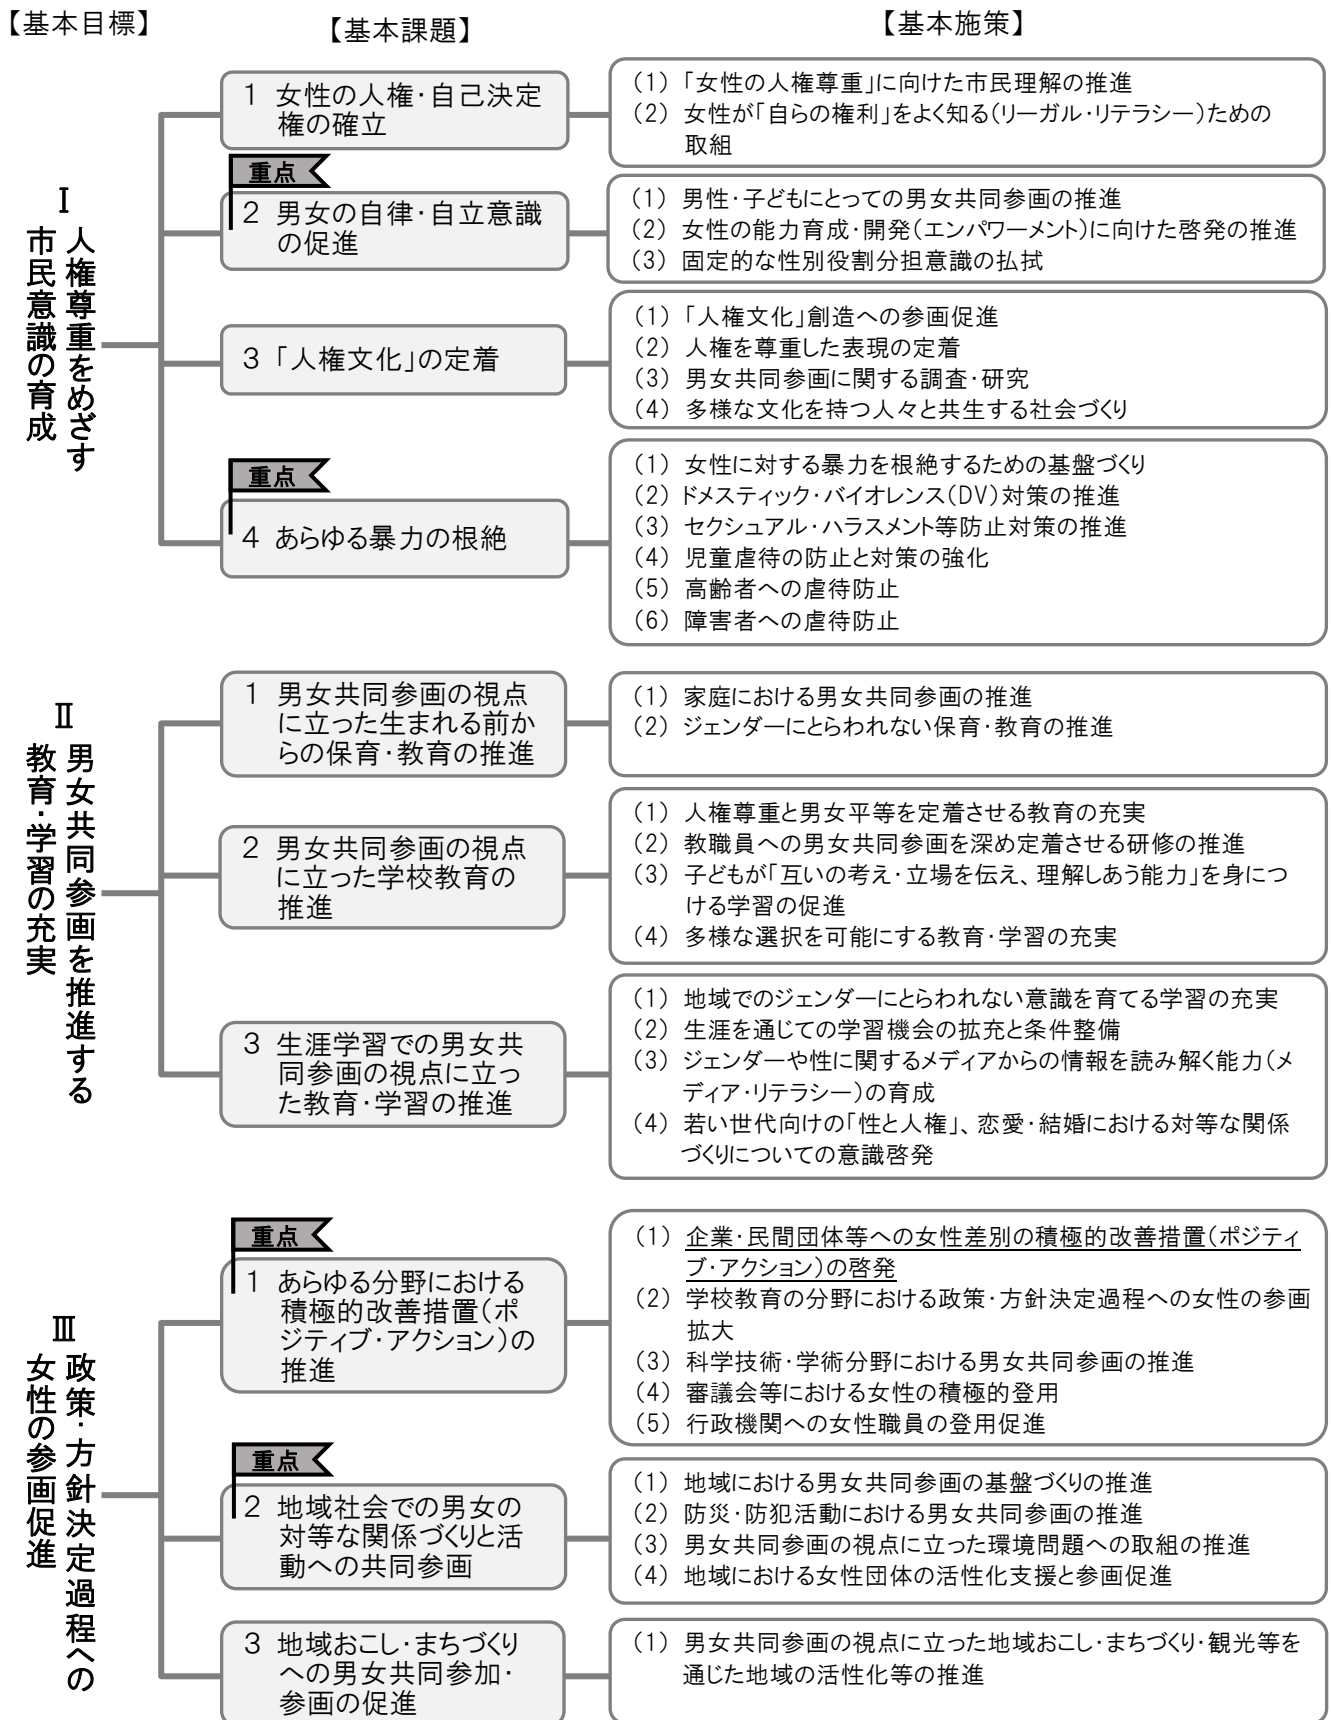 【基本目標】
【基本課題】
【基本施策】
Ⅰ
人権尊重をめざす
市民意識の育成
1 女性の人権・自己決定
権の確立
(1) 「女性の人権尊重」に向けた市民理解の推進
(2) 女性が「自らの権利」をよく知る(リーガル・リテラシー)ための
取組
重点
2 男女の自律・自立意識
の促進
(1) 男性・子どもにとっての男女共同参画の推進
(2) 女性の能力育成・開発(エンパワーメント)に向けた啓発の推進
(3) 固定的な性別役割分担意識の払拭
3 「人権文化」の定着
(1) 「人権文化」創造への参画促進
(2) 人権を尊重した表現の定着
(3) 男女共同参画に関する調査・研究
(4) 多様な文化を持つ人々と共生する社会づくり
重点
4 あらゆる暴力の根絶
(1) 女性に対する暴力を根絶するための基盤づくり
(2) ドメスティック・バイオレンス(DV)対策の推進
(3) セクシュアル・ハラスメント等防止対策の推進
(4) 児童虐待の防止と対策の強化
(5) 高齢者への虐待防止
(6) 障害者への虐待防止
Ⅱ
男女共同参画を推進する
教育・学習の充実
1 男女共同参画の視点
に立った生まれる前か
らの保育・教育の推進
(1) 家庭における男女共同参画の推進
(2) ジェンダーにとらわれない保育・教育の推進
2 男女共同参画の視点
に立った学校教育の
推進
(1) 人権尊重と男女平等を定着させる教育の充実
(2) 教職員への男女共同参画を深め定着させる研修の推進
(3) 子どもが「互いの考え・立場を伝え、理解しあう能力」を身につ
ける学習の促進
(4) 多様な選択を可能にする教育・学習の充実
3 生涯学習での男女共
同参画の視点に立っ
た教育・学習の推進
(1) 地域でのジェンダーにとらわれない意識を育てる学習の充実
(2) 生涯を通じての学習機会の拡充と条件整備
(3) ジェンダーや性に関するメディアからの情報を読み解く能力(メ
ディア・リテラシー)の育成
(4) 若い世代向けの「性と人権」、恋愛・結婚における対等な関係
づくりについての意識啓発
Ⅲ
政策・方針決定過程への
女性の参画促進
重点
1 あらゆる分野における
積極的改善措置(ポ
ジティブ・アクション)の
推進
(1) 企業・民間団体等への女性差別の積極的改善措置(ポジティ
ブ・アクション)の啓発
(2) 学校教育の分野における政策・方針決定過程への女性の参画
拡大
(3) 科学技術・学術分野における男女共同参画の推進
(4) 審議会等における女性の積極的登用
(5) 行政機関への女性職員の登用促進
重点
2 地域社会での男女の
対等な関係づくりと活
動への共同参画
(1) 地域における男女共同参画の基盤づくりの推進
(2) 防災・防犯活動における男女共同参画の推進
(3) 男女共同参画の視点に立った環境問題への取組の推進
(4) 地域における女性団体の活性化支援と参画促進
3 地域おこし・まちづくり
への男女共同参加・
参画の促進
(1) 男女共同参画の視点に立った地域おこし・まちづくり・観光等を
通じた地域の活性化等の推進